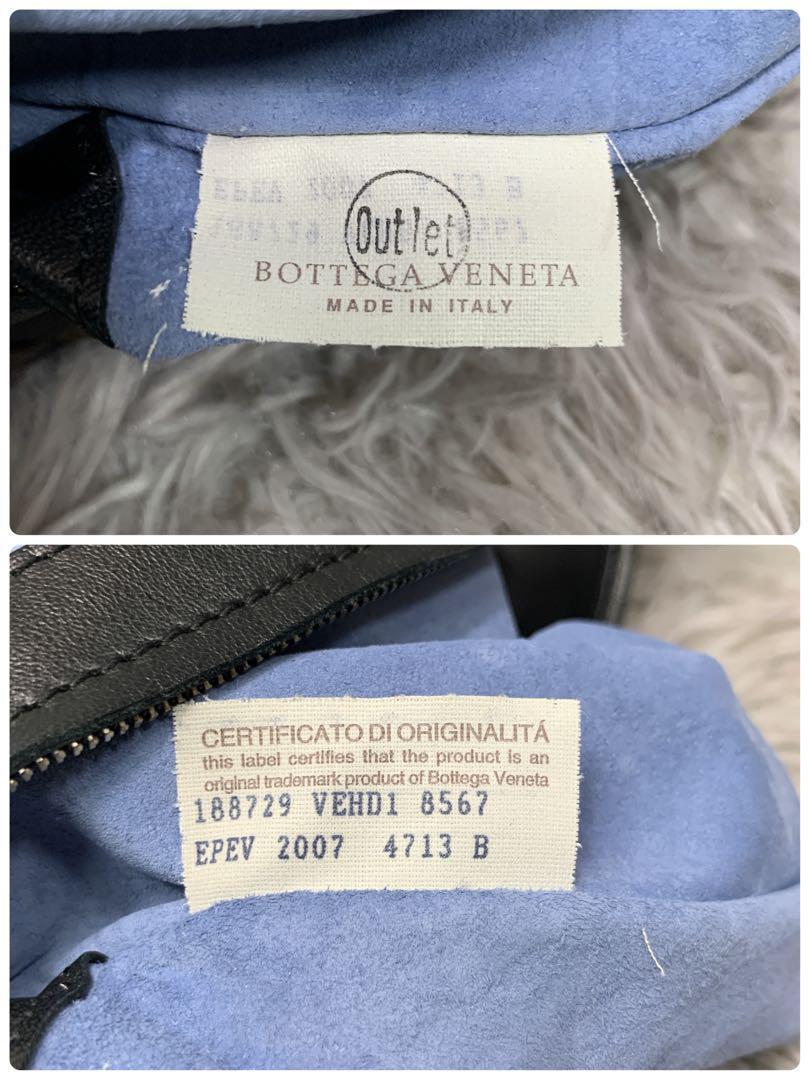 Outlet
BOTTEGA VENETA
MADE IN ITALY
CERTIFICATO DI ORIGINALITÁ
this label certifies that the product is an
original trademark product of Bottega Veneta
188729 VEHD1 8567
EPEV 2007 4713 B